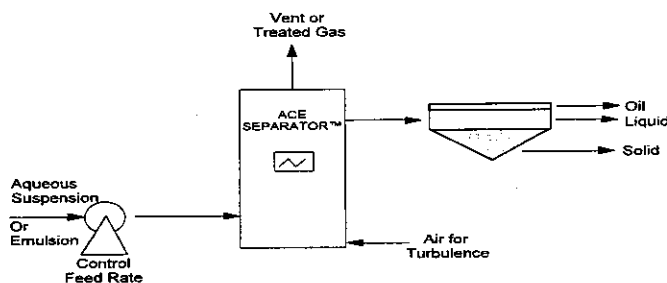 Vent or
Treated Gas
ACE
SEPARATOR™
Oil
Liquid
Solid
Aqueous
Suspension
Or
Emulsion
Control
Feed Rate
Air for
Turbulence